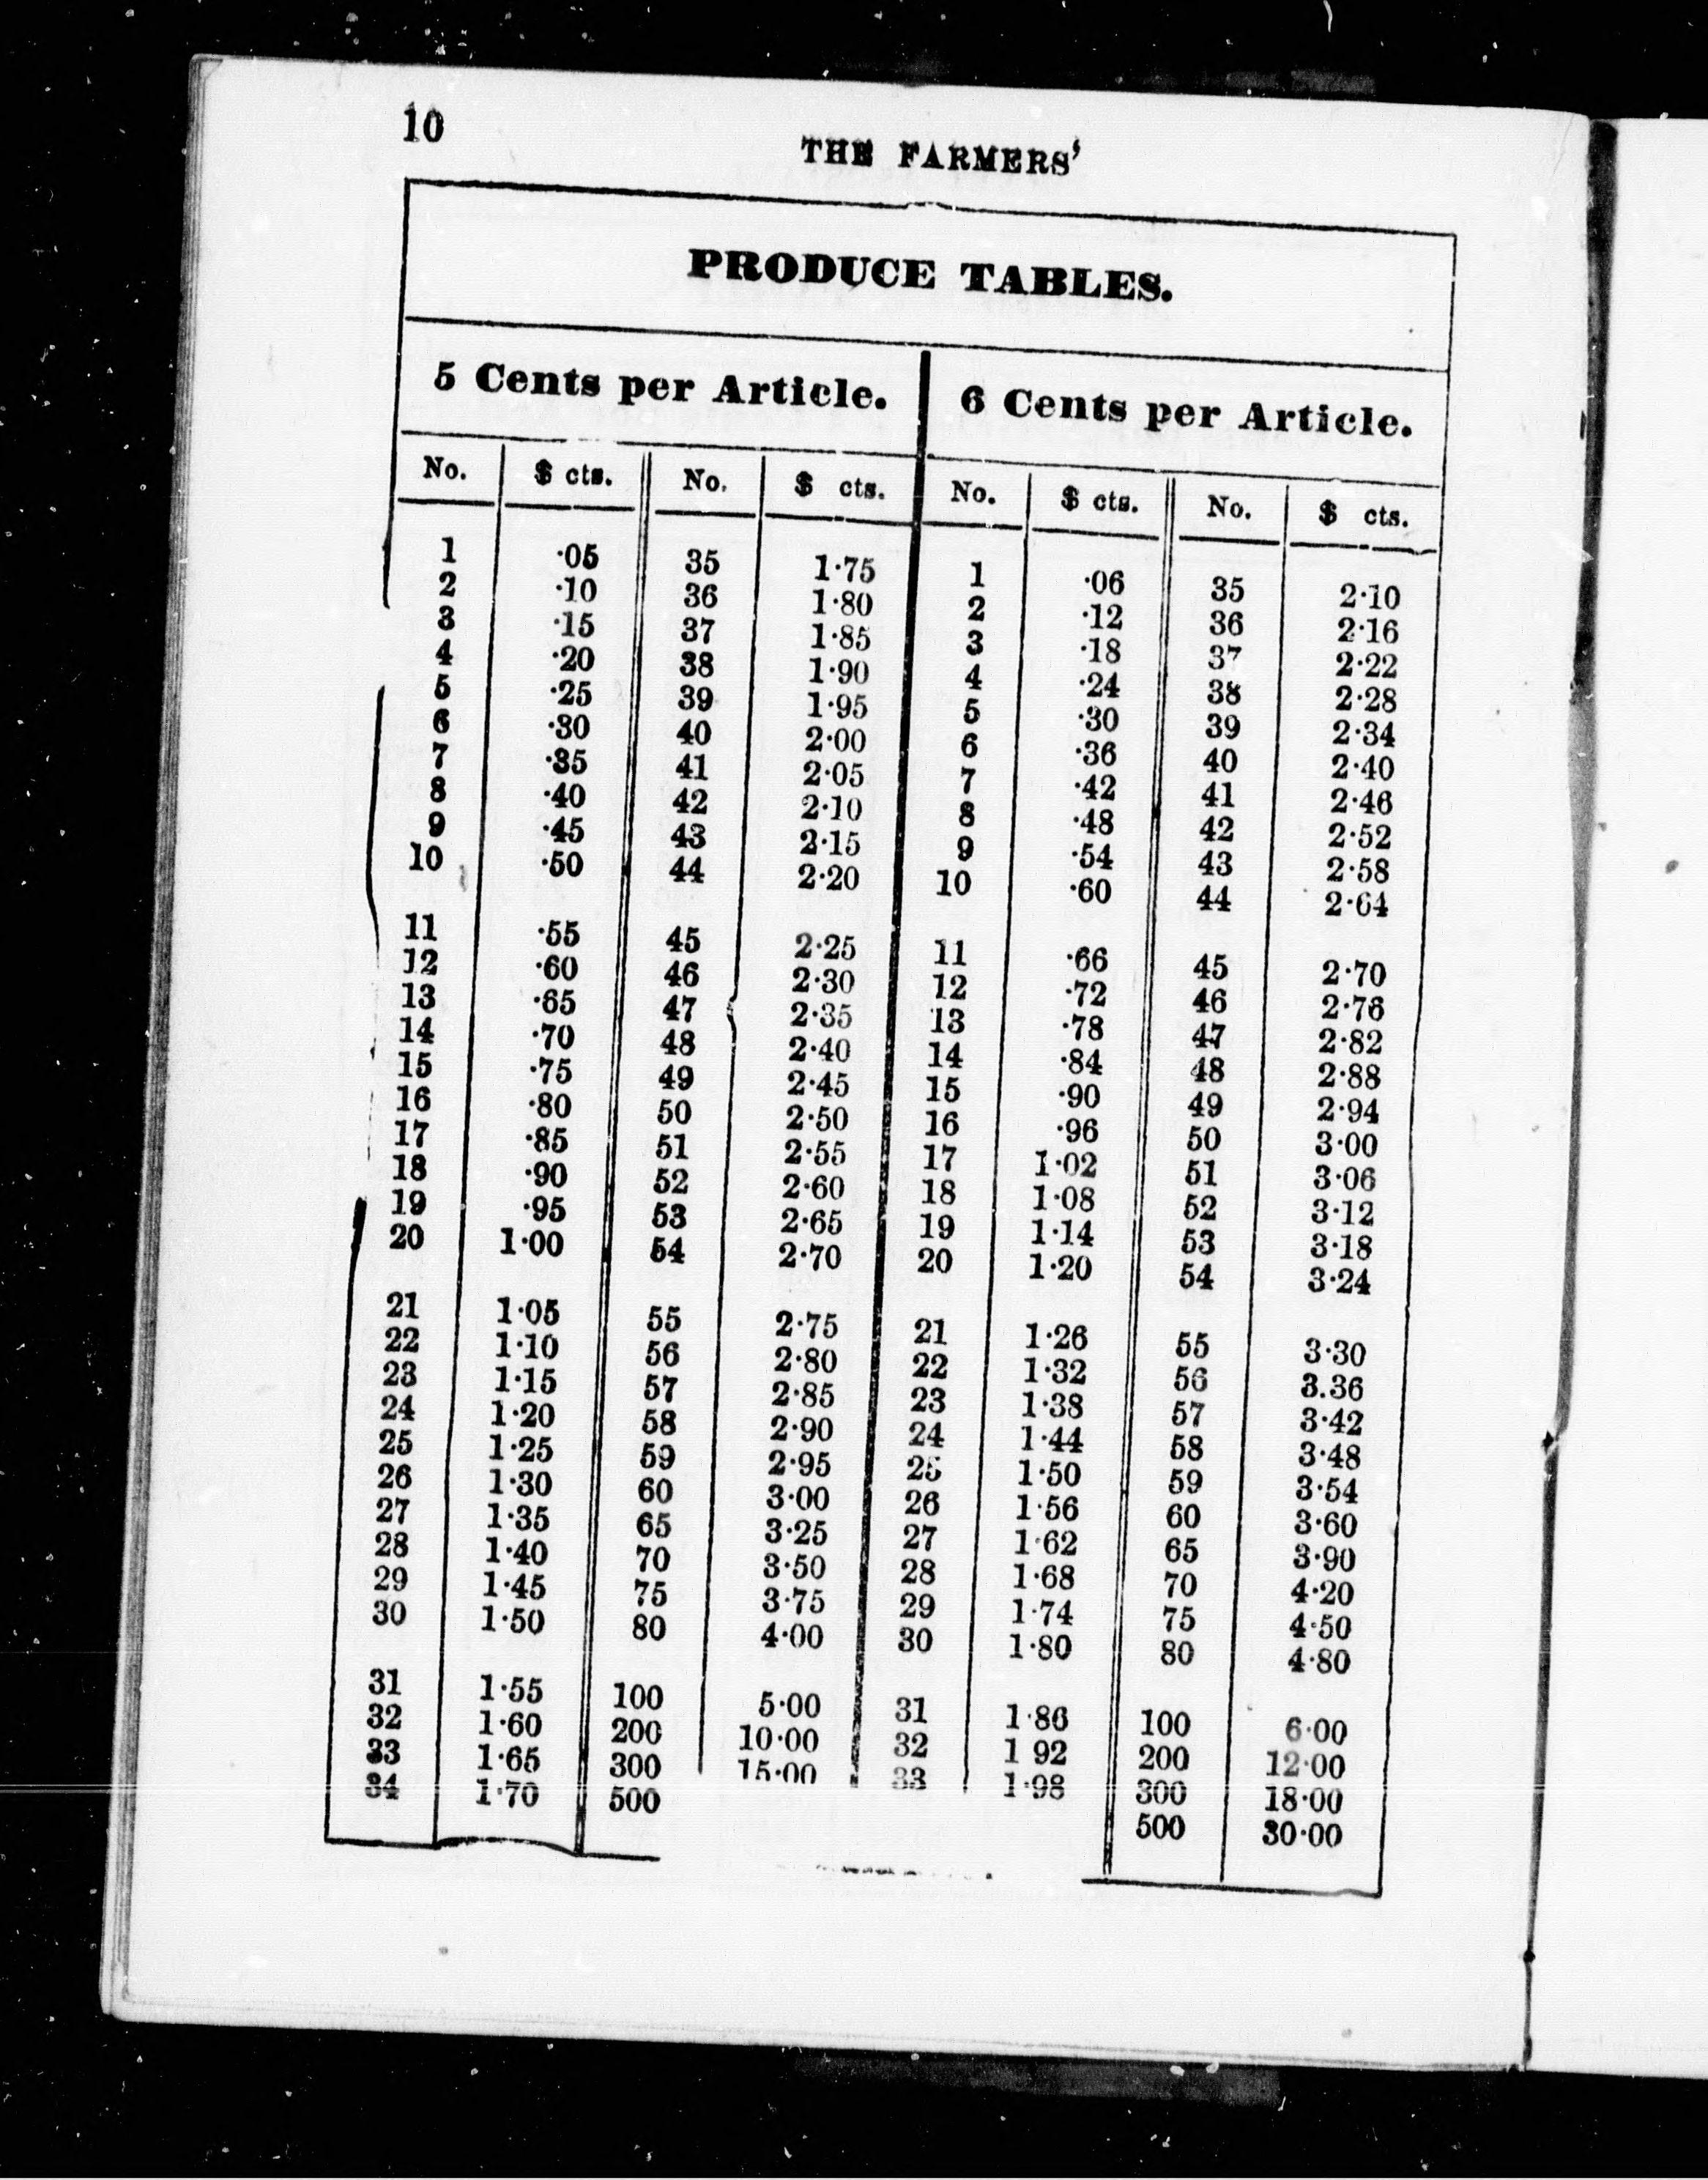 10
THE FARMERS'
PRODUCE TABLES.
5 Cents per Article. 6 Cents per Article.
No. $ cts. No. $ cts. No. $ cts. No. $ cts.
1 ·05 35 1·75 1 ·06 35 2·10
2 ·10 36 1·80 2 ·12 36 2·16
3 ·15 37 1·85 3 ·18 37 2·22
4 ·20 38 1·90 4 ·24 38 2·28
5 ·25 39 1·95 5 ·30 39 2·34
6 ·30 40 2·00 6 ·36 40 2·40
7 ·35 41 2·05 7 ·42 41 2·46
8 ·40 42 2·10 8 ·48 42 2·52
9 ·45 43 2·15 9 ·54 43 2·58
10 ·50 44 2·20 10 ·60 44 2·64
11 ·55 45 2·25 11 ·66 45 2·70
12 ·60 46 2·30 12 ·72 46 2·76
13 ·65 47 2·35 13 ·78 47 2·82
14 ·70 48 2·40 14 ·84 48 2·88
15 ·75 49 2·45 15 ·90 49 2·94
16 ·80 50 2·50 16 ·96 50 3·00
17 ·85 51 2·55 17 1·02 51 3·06
18 ·90 52 2·60 18 1·08 52 3·12
19 ·95 53 2·65 19 1·14 53 3·18
20 1·00 54 2·70 20 1·20 54 3·24
21 1·05 55 2·75 21 1·26 55 3·30
22 1·10 56 2·80 22 1·32 56 3.36
23 1·15 57 2·85 23 1·38 57 3·42
24 1·20 58 2·90 24 1·44 58 3·48
25 1·25 59 2·95 25 1·50 59 3·54
26 1·30 60 3·00 26 1·56 60 3·60
27 1·35 65 3·25 27 1·62 65 3·90
28 1·40 70 3·50 28 1·68 70 4·20
29 1·45 75 3·75 29 1·74 75 4·50
30 1·50 80 4·00 30 1·80 80 4·80
31 1·55 100 5·00 31 1·86 100 6·00
32 1·60 200 10·00 32 1 92 200 12·00
33 1·65 300 15·00 33 1·98 300 18·00
34 1·70 500 500 30·00